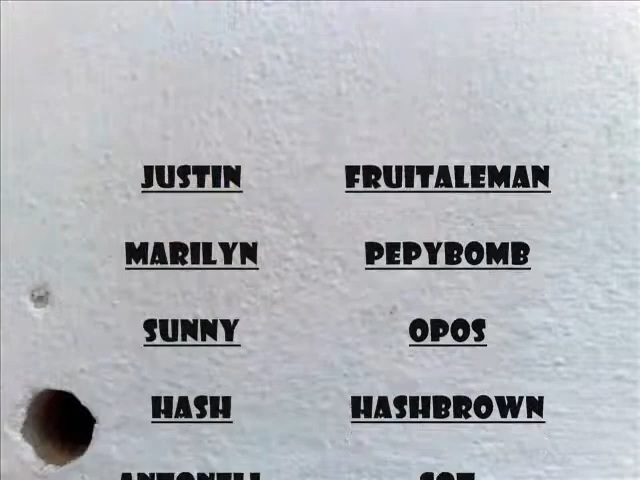 JUSTIN FRUITALEMAN
MARILYN PEPYBOMB
SUNNY OPOS
HASH HASHBROWN